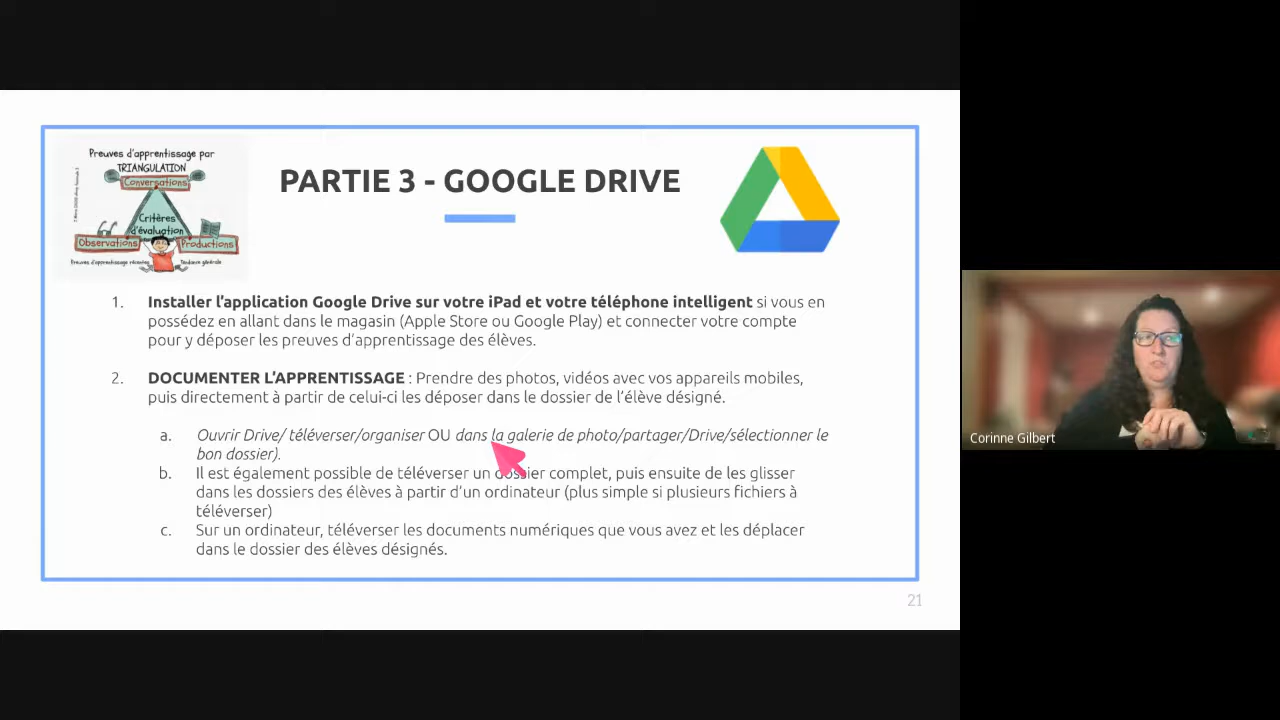 Preuves d'apprentissage par
TRIANGULATION
Conversations
Critères
d'évaluation
Observations
Productions
Preuves d'apprentissage récentes
Tendance générale
PARTIE 3 - GOOGLE DRIVE
1. Installer l'application Google Drive sur votre iPad et votre téléphone intelligent si vous en
possédez en allant dans le magasin (Apple Store ou Google Play) et connecter votre compte
pour y déposer les preuves d'apprentissage des élèves.
2. DOCUMENTER L'APPRENTISSAGE : Prendre des photos, vidéos avec vos appareils mobiles,
puis directement à partir de celui-ci les déposer dans le dossier de l'élève désigné.
a. Ouvrir Drive/ téléverser/organiser OU dans la galerie de photo/partager/Drive/sélectionner le
bon dossier).
b. Il est également possible de téléverser un dossier complet, puis ensuite de les glisser
dans les dossiers des élèves à partir d'un ordinateur (plus simple si plusieurs fichiers à
téléverser)
c. Sur un ordinateur, téléverser les documents numériques que vous avez et les déplacer
dans le dossier des élèves désignés.
21
Corinne Gilbert